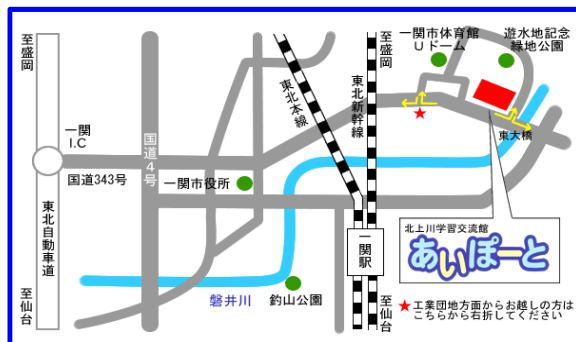 至盛岡
一関
I.C
東北自動車道
至仙台
国道343号
国道4号
一関市役所
磐井川
釣山公園
東北本線
至盛岡
東北新幹線
一関駅
至仙台
一関市体育館
Uドーム
遊水地記念
緑地公園
東大橋
北上川学習交流館
あいぽーと
★工業団地方面からお越しの方は
こちらから右折してください